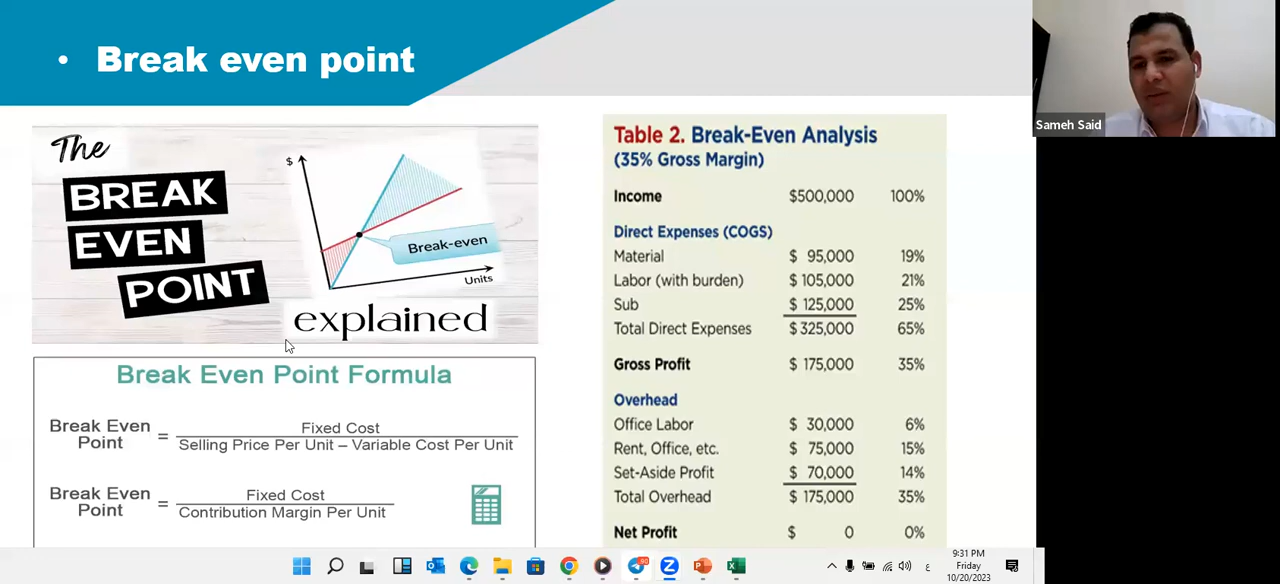 • Break even point
The
BREAK
EVEN
POINT
explained
$
Break-even
Units
Break Even Point Formula
Break Even Point = Fixed Cost / Selling Price Per Unit – Variable Cost Per Unit
Break Even Point = Fixed Cost / Contribution Margin Per Unit
Table 2. Break-Even Analysis
(35% Gross Margin)
Income $500,000 100%
Direct Expenses (COGS)
Material $ 95,000 19%
Labor (with burden) $ 105,000 21%
Sub $ 125,000 25%
Total Direct Expenses $ 325,000 65%
Gross Profit $ 175,000 35%
Overhead
Office Labor $ 30,000 6%
Rent, Office, etc. $ 75,000 15%
Set-Aside Profit $ 70,000 14%
Total Overhead $ 175,000 35%
Net Profit $ 0 0%
Sameh Said
ع
9:31 PM
Friday
10/20/2023